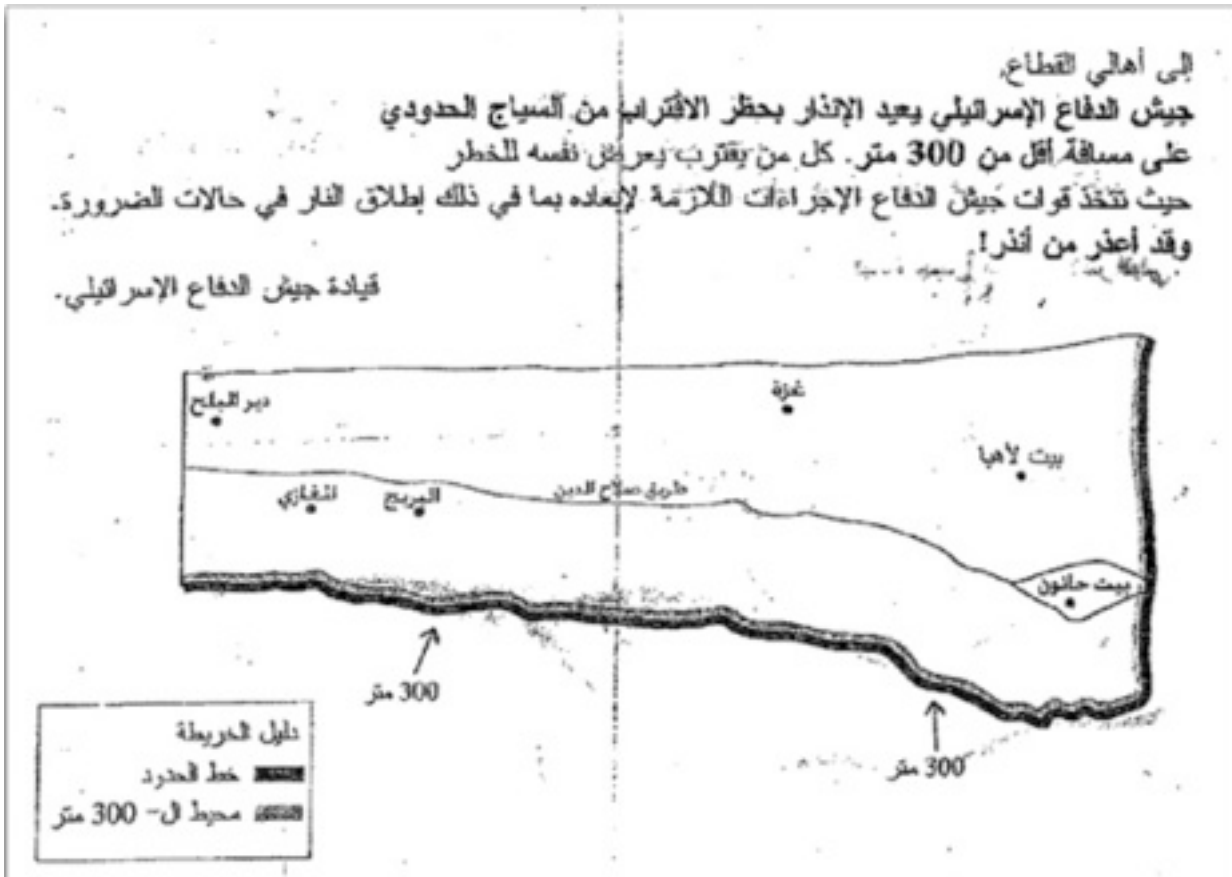 إلى أهالي القطاع,
جيش الدفاع الإسرائيلي يعيد الإنذار بحظر الاقتراب من السياج الحدودي
على مسافة أقل من 300 متر. كل من يقترب يعرض نفسه للخطر
حيث تتخذ قوات جيش الدفاع الإجراءات اللازمة لإبعاده بما في ذلك إطلاق النار في حالات الضرورة.
وقد أعذر من أنذر!
قيادة جيش الدفاع الإسرائيلي.
غزة
دير البلح
بيت لاهيا
طريق صلاح الدين
البريج
المغازي
بيت حانون
300 متر
300 متر
دليل الخريطة
خط الحدود
محيط ال- 300 متر